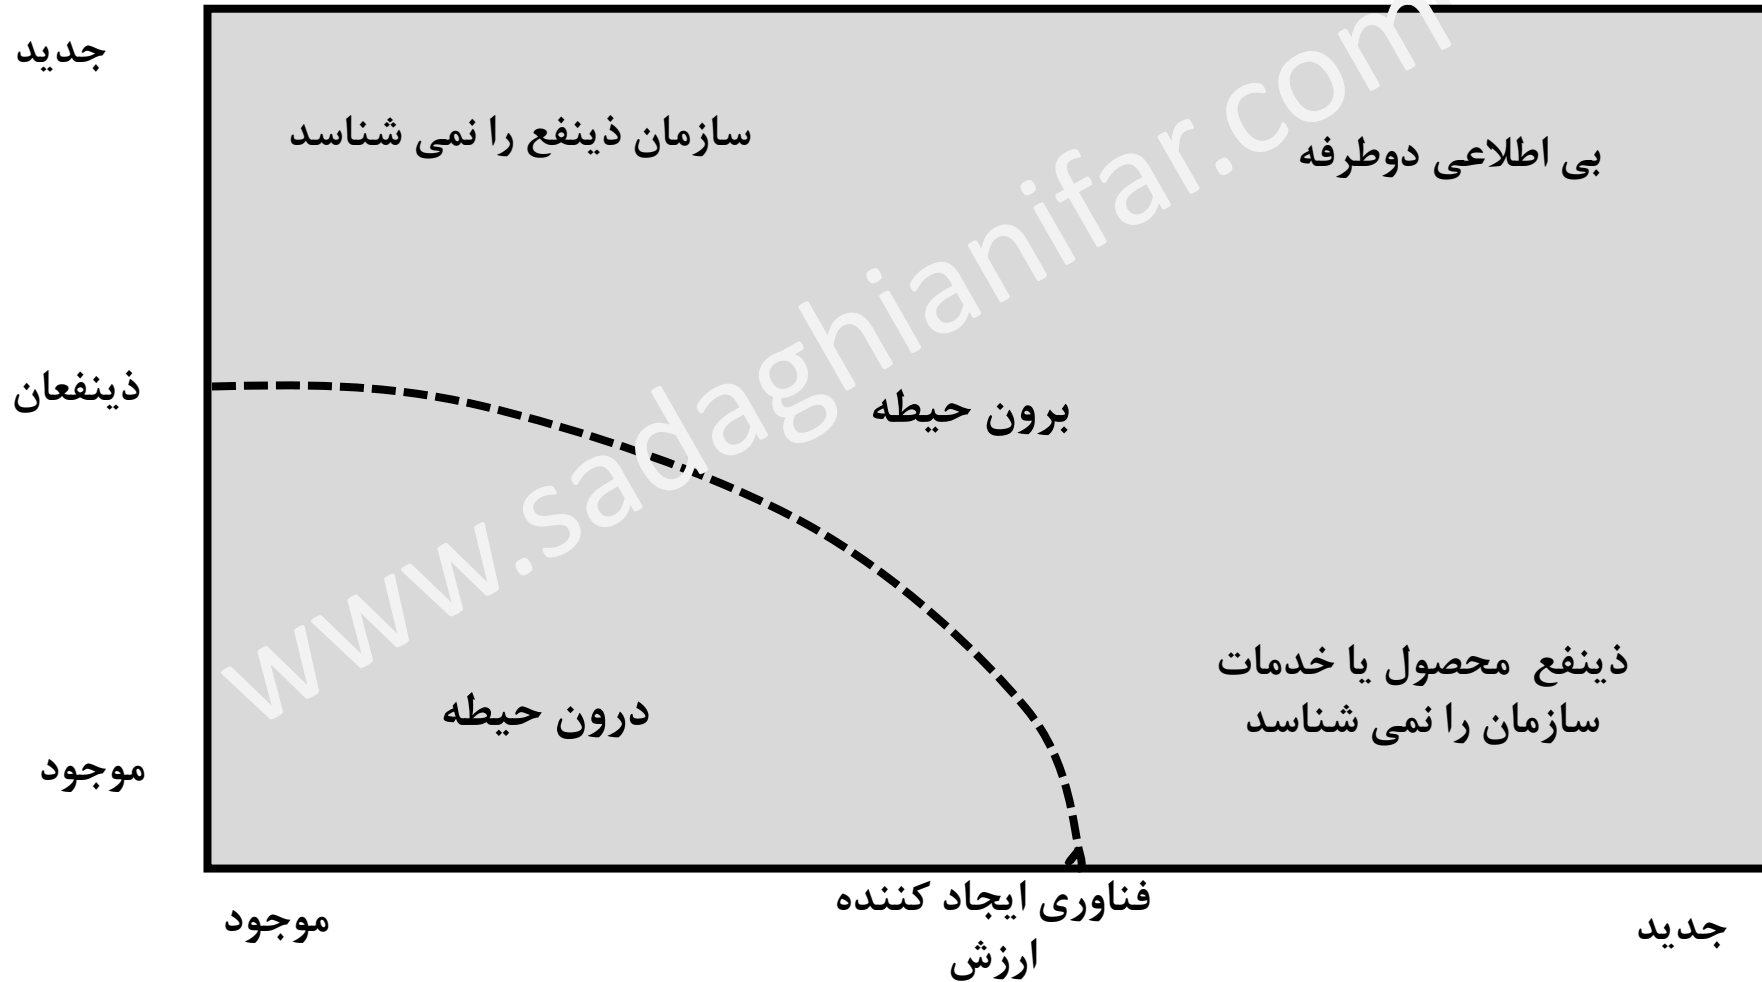 جدید
سازمان ذینفع را نمی شناسد
بی اطلاعی دوطرفه
ذینفعان
برون حیطه
www.sadaghianifar.com
ذینفع محصول یا خدمات
سازمان را نمی شناسد
درون حیطه
موجود
موجود
فناوری ایجاد کننده
ارزش
جدید